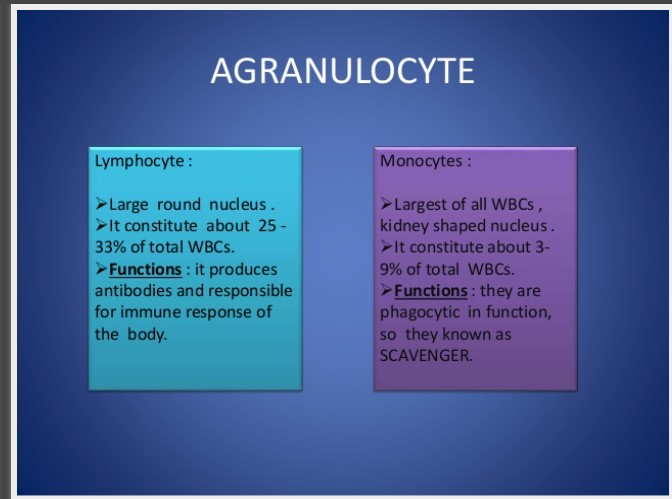 AGRANULOCYTE
Lymphocyte :
➢Large round nucleus .
➢It constitute about 25 -
33% of total WBCs.
➢Functions : it produces
antibodies and responsible
for immune response of
the body.
Monocytes :
➢Largest of all WBCs ,
kidney shaped nucleus .
➢It constitute about 3-
9% of total WBCs.
➢Functions : they are
phagocytic in function,
so they known as
SCAVENGER.